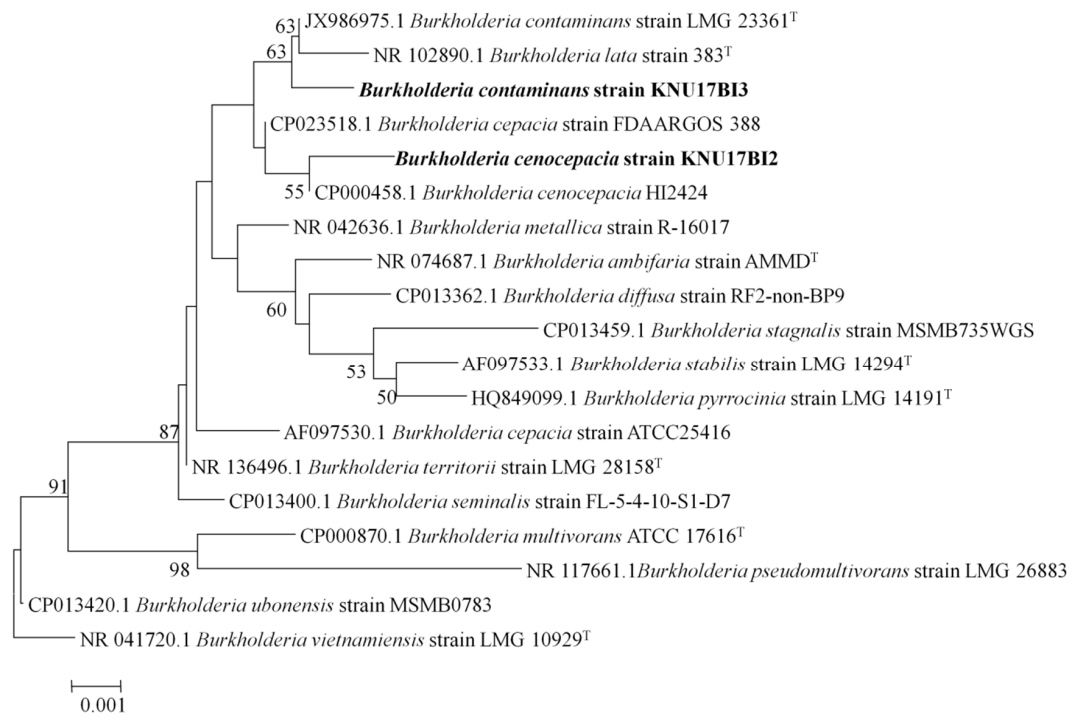 63 JX986975.1 Burkholderia contaminans strain LMG 23361T
63 NR 102890.1 Burkholderia lata strain 383T
Burkholderia contaminans strain KNU17BI3
CP023518.1 Burkholderia cepacia strain FDAARGOS 388
Burkholderia cenocepacia strain KNU17BI2
55 CP000458.1 Burkholderia cenocepacia HI2424
NR 042636.1 Burkholderia metallica strain R-16017
NR 074687.1 Burkholderia ambifaria strain AMMDT
60 CP013362.1 Burkholderia diffusa strain RF2-non-BP9
CP013459.1 Burkholderia stagnalis strain MSMB735WGS
53 AF097533.1 Burkholderia stabilis strain LMG 14294T
50 HQ849099.1 Burkholderia pyrrocinia strain LMG 14191T
87 AF097530.1 Burkholderia cepacia strain ATCC25416
NR 136496.1 Burkholderia territorii strain LMG 28158T
91 CP013400.1 Burkholderia seminalis strain FL-5-4-10-S1-D7
CP000870.1 Burkholderia multivorans ATCC 17616T
98 NR 117661.1Burkholderia pseudomultivorans strain LMG 26883
CP013420.1 Burkholderia ubonensis strain MSMB0783
NR 041720.1 Burkholderia vietnamiensis strain LMG 10929T
0.001